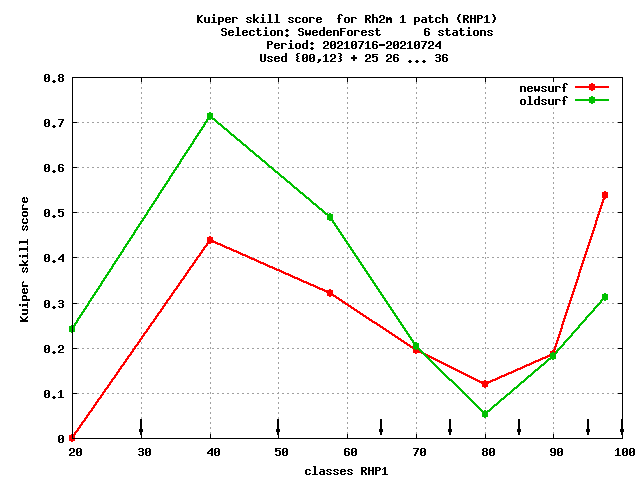 Kuiper skill score  for Rh2m 1 patch (RHP1)
Selection: SwedenForest      6 stations
Period: 20210716-20210724
Used {00,12} + 25 26 ... 36
newsurf
oldsurf
0.8
0.7
0.6
0.5
0.4
0.3
0.2
0.1
0
Kuiper skill score
20 30 40 50 60 70 80 90 100
classes RHP1